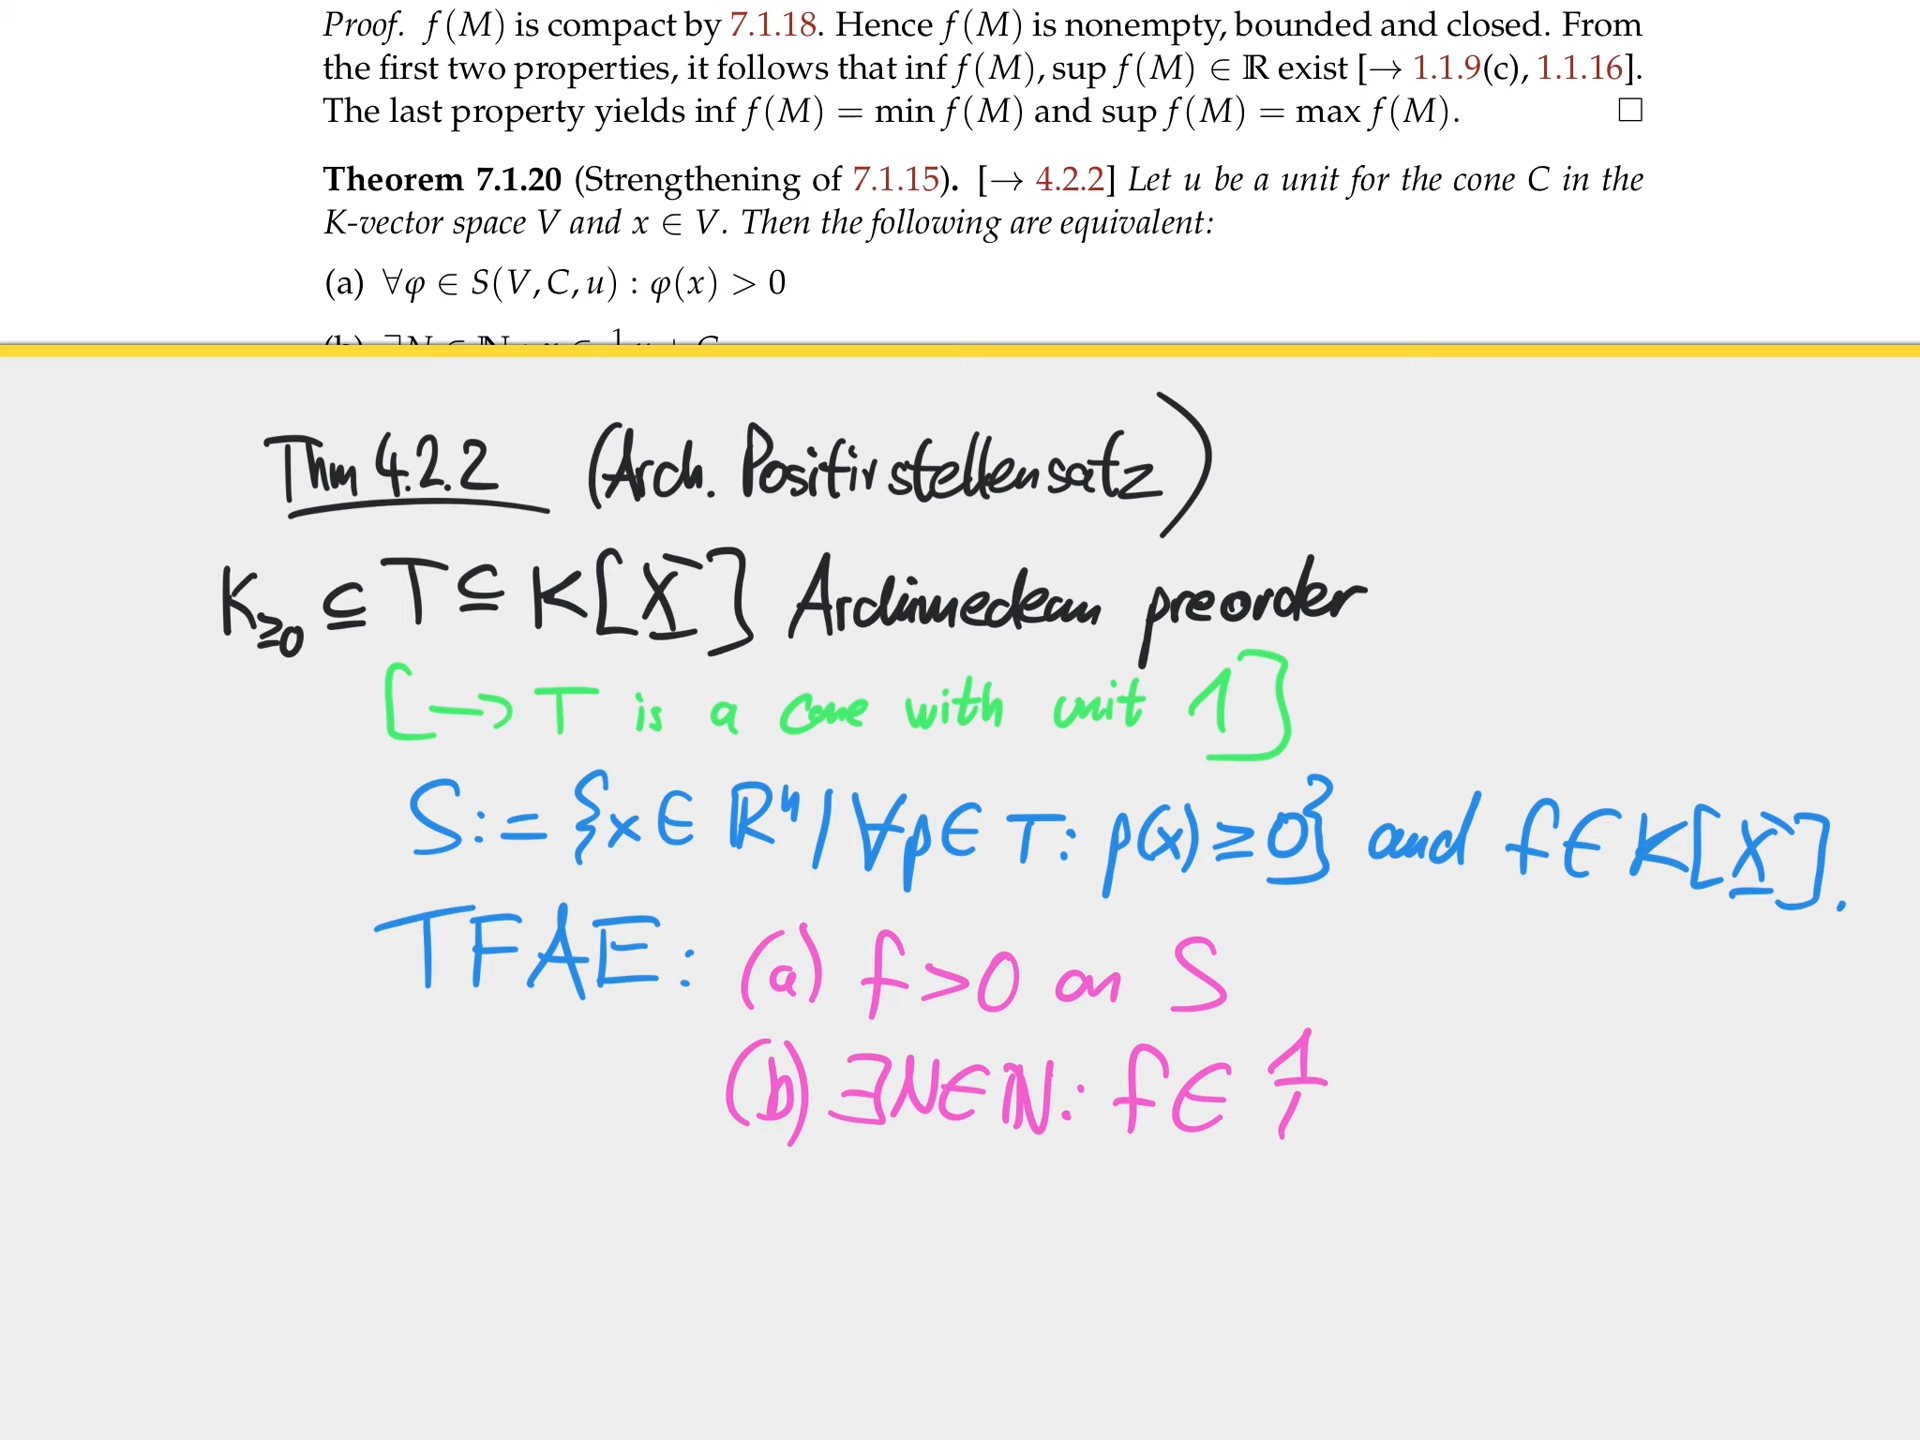 Proof. f(M) is compact by 7.1.18. Hence f(M) is nonempty, bounded and closed. From
the first two properties, it follows that inf f(M), sup f(M) ∈ ℝ exist [→ 1.1.9(c), 1.1.16].
The last property yields inf f(M) = min f(M) and sup f(M) = max f(M). □
Theorem 7.1.20 (Strengthening of 7.1.15). [→ 4.2.2] Let u be a unit for the cone C in the
K-vector space V and x ∈ V. Then the following are equivalent:
(a) ∀φ ∈ S(V, C, u) : φ(x) > 0
Thm 4.2.2 (Arch. Positivstellensatz)
K≥0 ⊆ T ⊆ K[X] Archimedean preorder
[→ T is a cone with unit 1]
S := {x ∈ ℝⁿ | ∀p ∈ T: p(x) ≥ 0} and f ∈ K[X].
TFAE: (a) f > 0 on S
(b) ∃N ∈ ℕ: f ∈ 1/